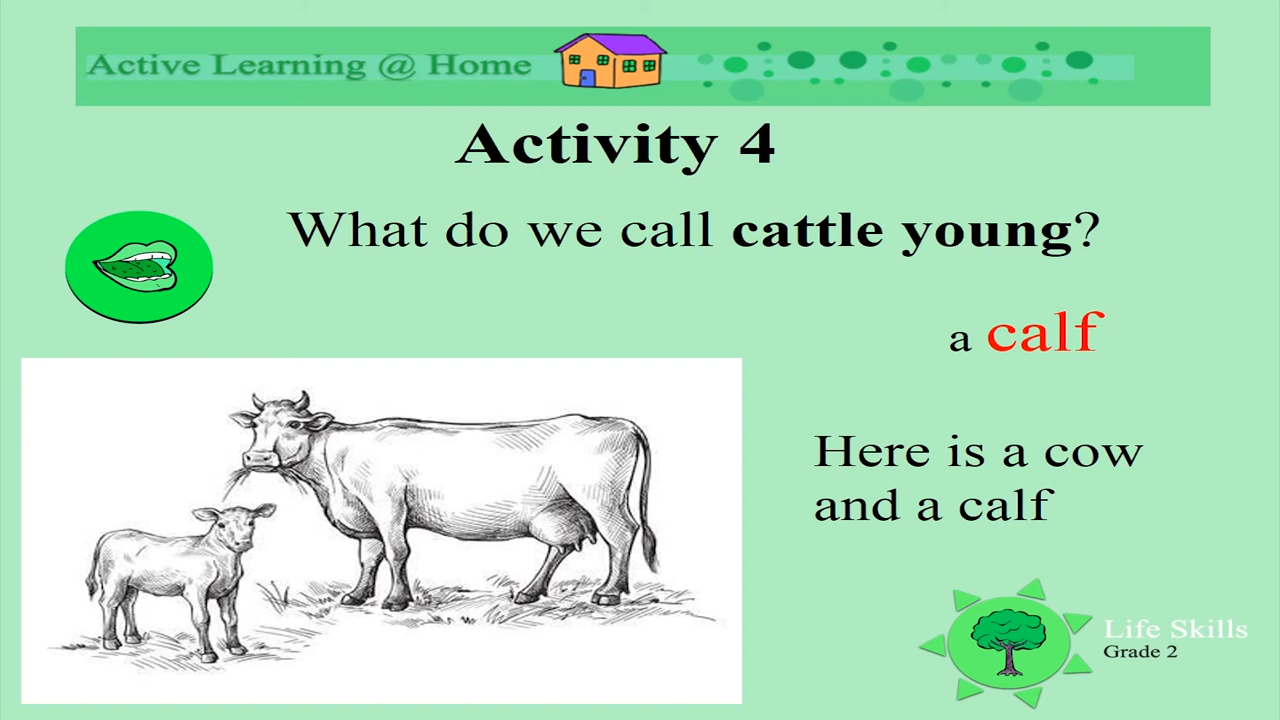 Active Learning @ Home
Activity 4
What do we call cattle young?
a calf
Here is a cow
and a calf
Life Skills
Grade 2